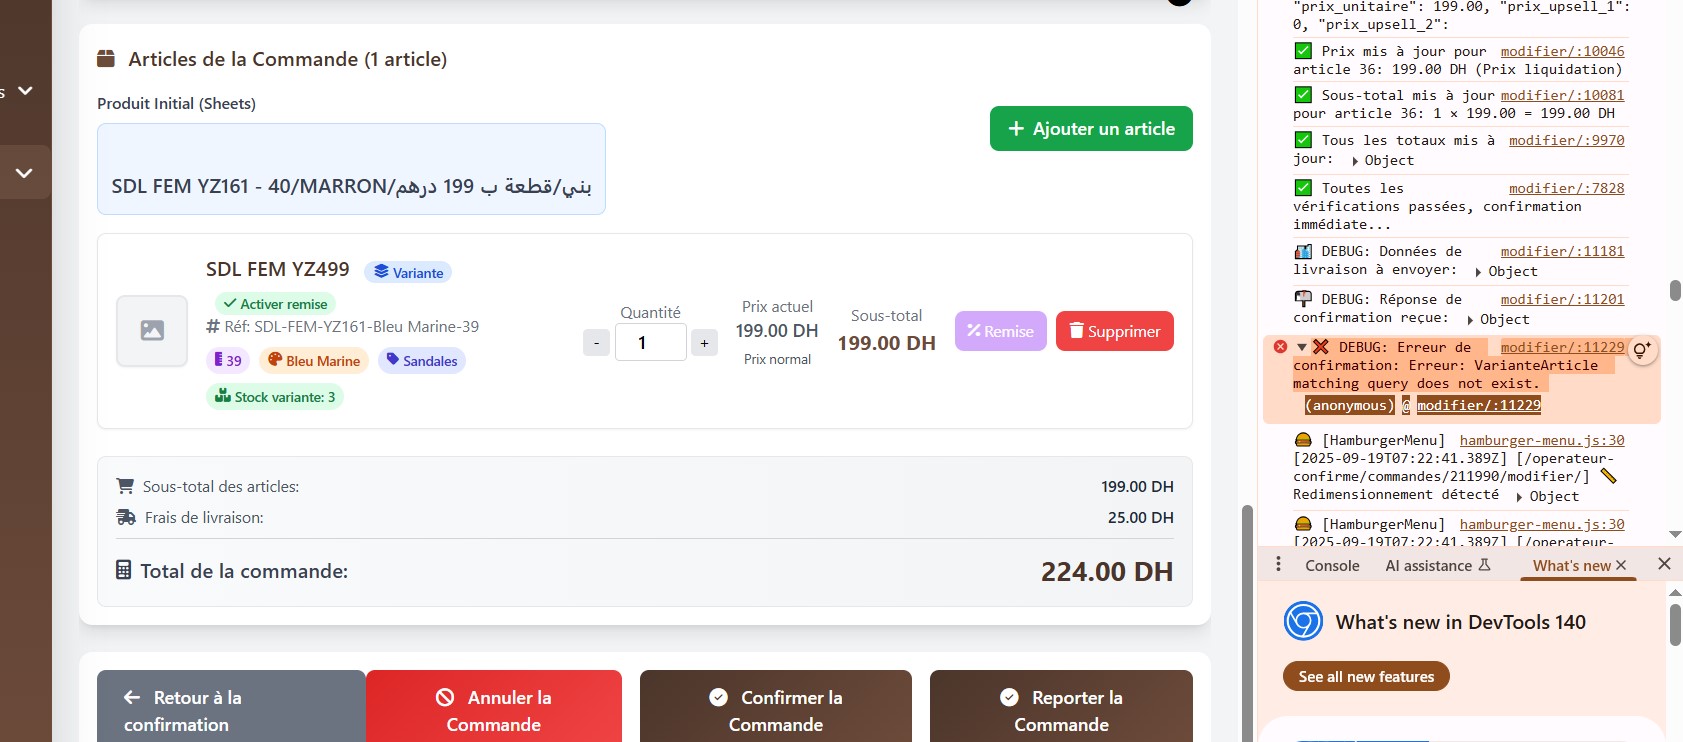 s
Articles de la Commande (1 article)
Produit Initial (Sheets)
Ajouter un article
SDL FEM YZ161 - 40/MARRON/بني/قطعة ب 199 درهم
SDL FEM YZ499
Variante
Activer remise
Réf: SDL-FEM-YZ161-Bleu Marine-39
39
Bleu Marine
Sandales
Stock variante: 3
Quantité
- 1 +
Prix actuel
199.00 DH
Prix normal
Sous-total
199.00 DH
Remise
Supprimer
Sous-total des articles: 199.00 DH
Frais de livraison: 25.00 DH
Total de la commande: 224.00 DH
Retour à la
confirmation
Annuler la
Commande
Confirmer la
Commande
Reporter la
Commande
"prix_unitaire": 199.00, "prix_upsell_1":
0, "prix_upsell_2":
✅ Prix mis à jour pour modifier/:10046
article 36: 199.00 DH (Prix liquidation)
✅ Sous-total mis à jour modifier/:10081
pour article 36: 1 × 199.00 = 199.00 DH
✅ Tous les totaux mis à modifier/:9970
jour: ▸ Object
✅ Toutes les modifier/:7828
vérifications passées, confirmation
immédiate...
DEBUG: Données de modifier/:11181
livraison à envoyer: ▸ Object
DEBUG: Réponse de modifier/:11201
confirmation reçue: ▸ Object
❌ DEBUG: Erreur de modifier/:11229
confirmation: Erreur: VarianteArticle
matching query does not exist.
(anonymous) @ modifier/:11229
🍔 [HamburgerMenu] hamburger-menu.js:30
[2025-09-19T07:22:41.389Z] [/operateur-
confirme/commandes/211990/modifier/] 📏
Redimensionnement détecté ▸ Object
🍔 [HamburgerMenu] hamburger-menu.js:30
[2025-09-19T07:22:41.389Z] [/operateur-
Console
AI assistance
What's new
What's new in DevTools 140
See all new features